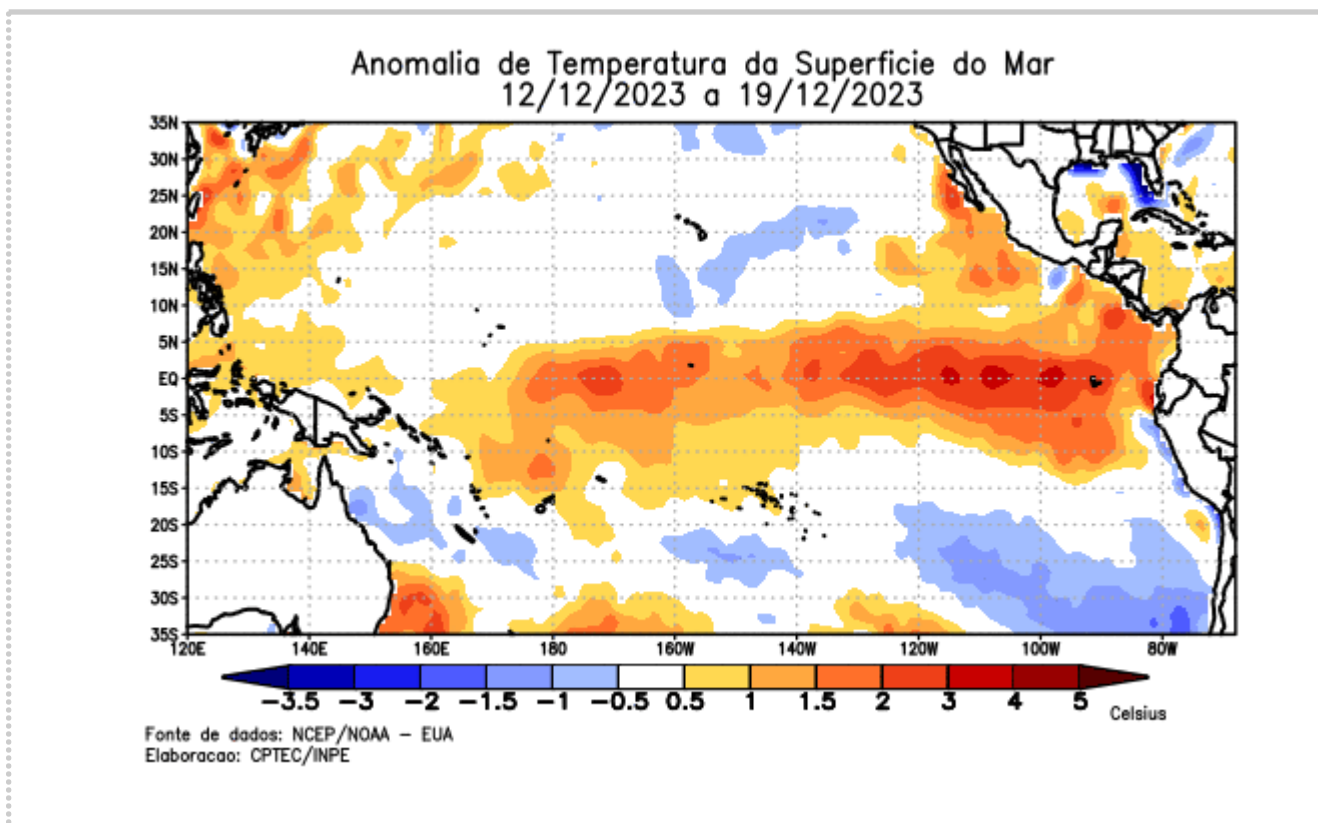 Anomalia de Temperatura da Superficie do Mar
12/12/2023 a 19/12/2023
35N
30N
25N
20N
15N
10N
5N
EQ
5S
10S
15S
20S
25S
30S
35S
120E 140E 160E 180 160W 140W 120W 100W 80W
−3.5 −3 −2 −1.5 −1 −0.5 0.5 1 1.5 2 3 4 5
Celsius
Fonte de dados: NCEP/NOAA − EUA
Elaboracao: CPTEC/INPE